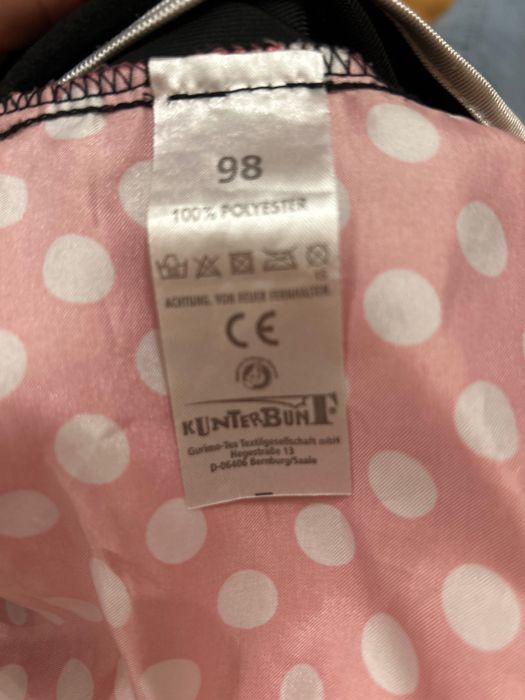 98
100% POLYESTER
ACHTUNG. VON FEUER FERNHALTEN.
CE
KUNTERBUNT
Gurimo-Tex Textilgesellschaft mbH
Hegestraße 13
D-06406 Bernburg/Saale